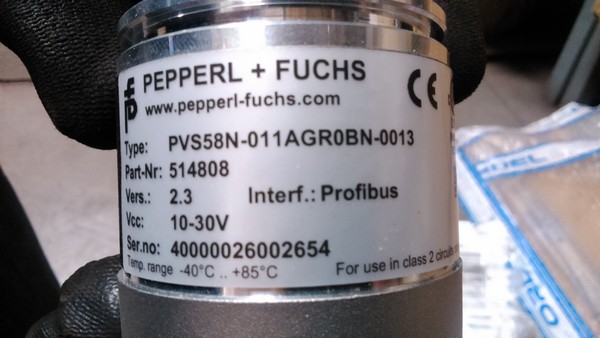 PEPPERL + FUCHS
www.pepperl-fuchs.com
CE
Type: PVS58N-011AGR0BN-0013
Part-Nr: 514808
Vers.: 2.3 Interf.: Profibus
Vcc: 10-30V
Ser.no: 40000026002654
Temp. range -40°C .. +85°C For use in class 2 circuits